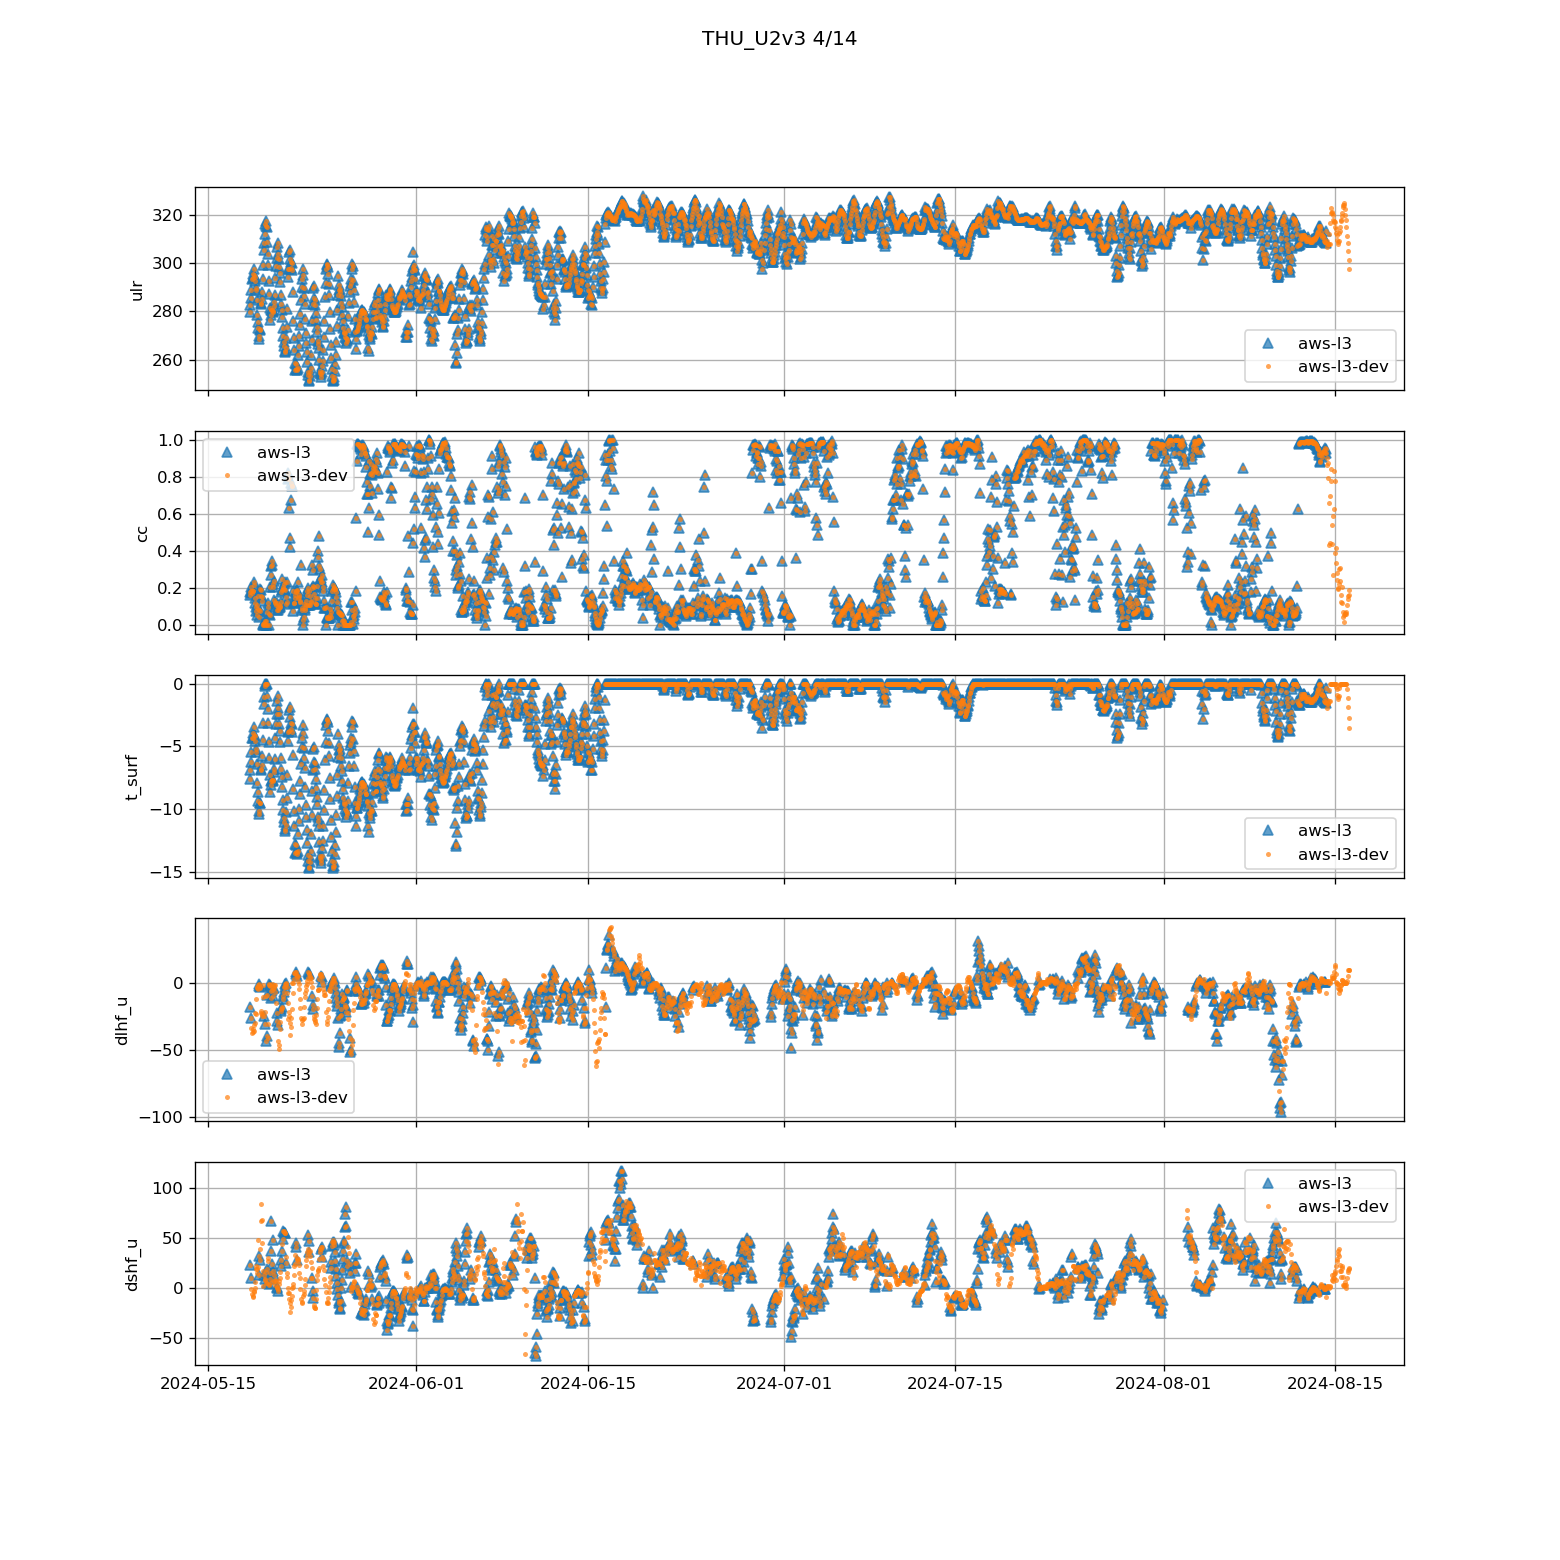 THU_U2v3 4/14
320
300
280
260
ulr
aws-l3
aws-l3-dev
1.0
0.8
0.6
0.4
0.2
0.0
cc
aws-l3
aws-l3-dev
0
−5
−10
−15
t_surf
aws-l3
aws-l3-dev
0
−50
−100
dlhf_u
aws-l3
aws-l3-dev
100
50
0
−50
dshf_u
aws-l3
aws-l3-dev
2024-05-15 2024-06-01 2024-06-15 2024-07-01 2024-07-15 2024-08-01 2024-08-15